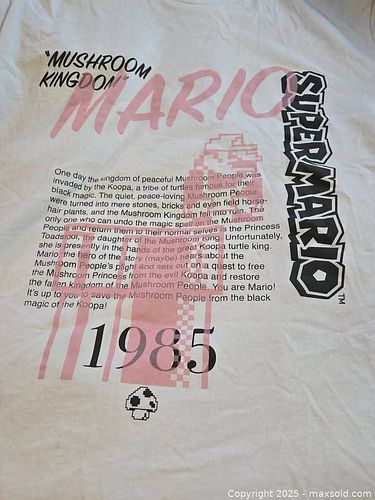 "MUSHROOM
KINGDOM"
MARIO
SUPER MARIO™
One day the kingdom of peaceful Mushroom People was
invaded by the Koopa, a tribe of turtles famous for their
black magic. The quiet, peace-loving Mushroom People
were turned into mere stones, bricks and even field horse-
hair plants, and the Mushroom Kingdom fell into ruin. The
only one who can undo the magic spell on the Mushroom
People and return them to their normal selves is the Princess
Toadstool, the daughter of the Mushroom King. Unfortunately,
she is presently in the hands of the great Koopa turtle king.
Mario, the hero of the story (maybe) hears about the
Mushroom People's plight and sets out on a quest to free
the Mushroom Princess from the evil Koopa and restore
the fallen kingdom of the Mushroom People. You are Mario!
It's up to you to save the Mushroom People from the black
magic of the Koopa!
1985
Copyright © 2025 - maxsold.com